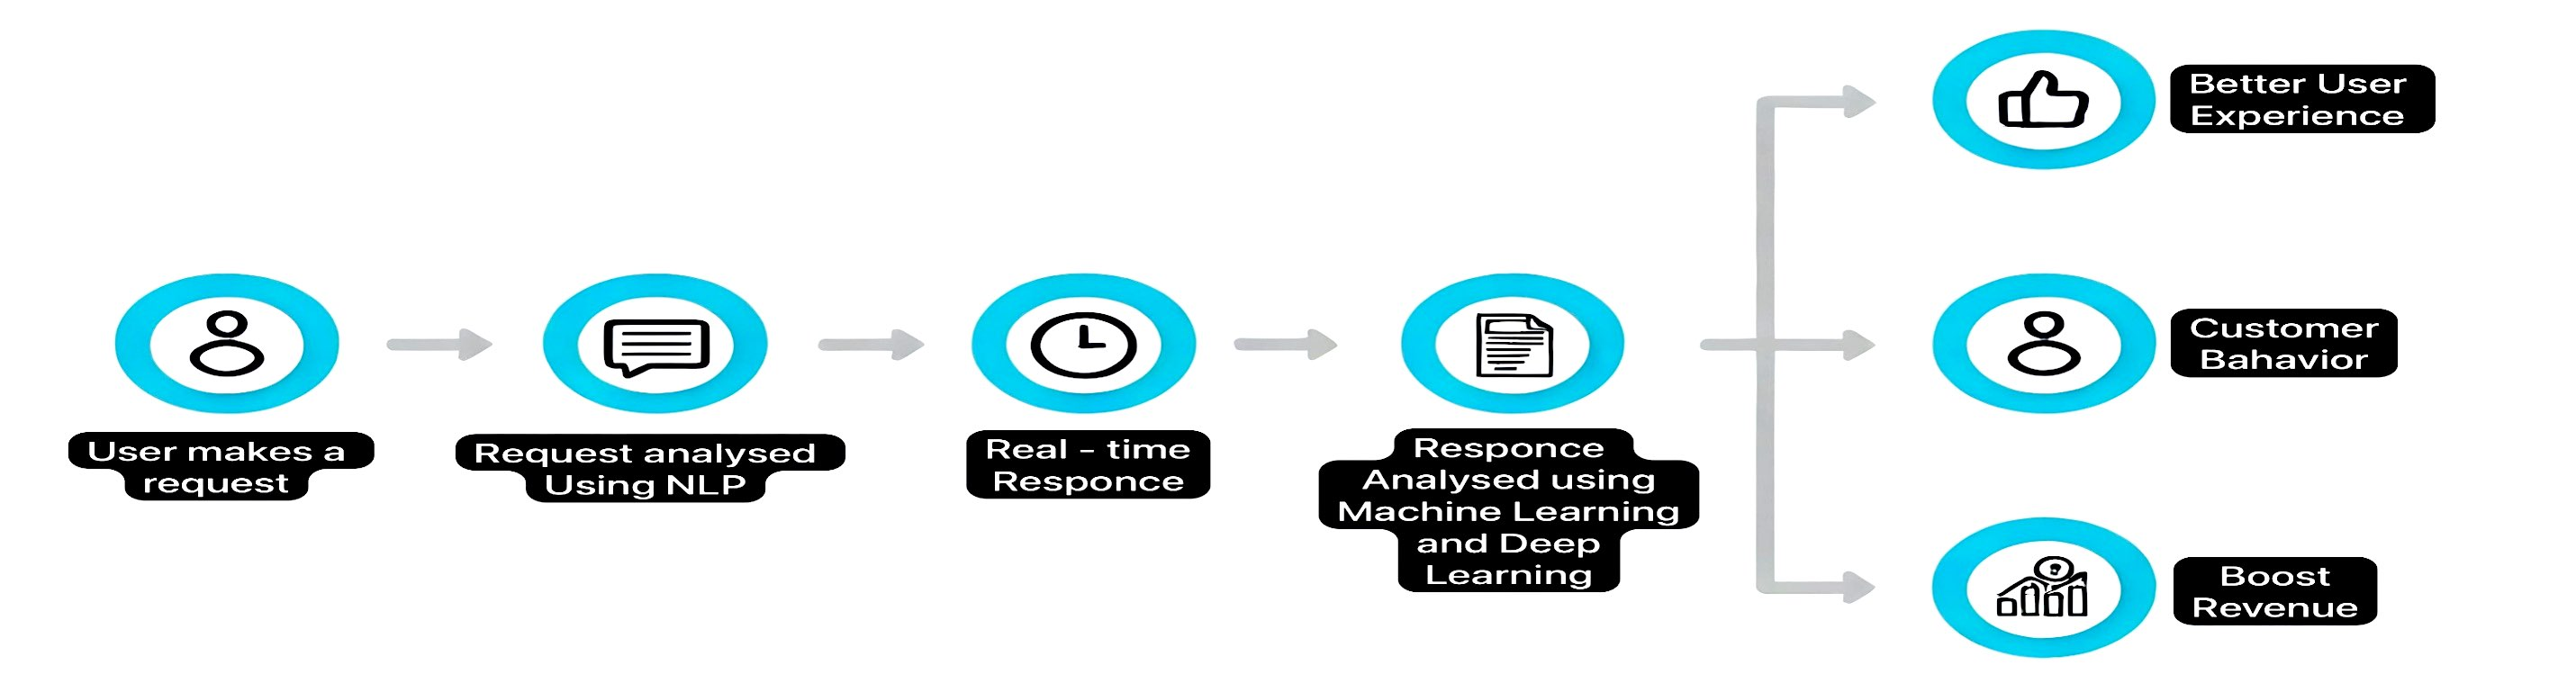 User makes a
request
Request analysed
Using NLP
Real - time
Responce
Responce
Analysed using
Machine Learning
and Deep
Learning
Better User
Experience
Customer
Bahavior
Boost
Revenue